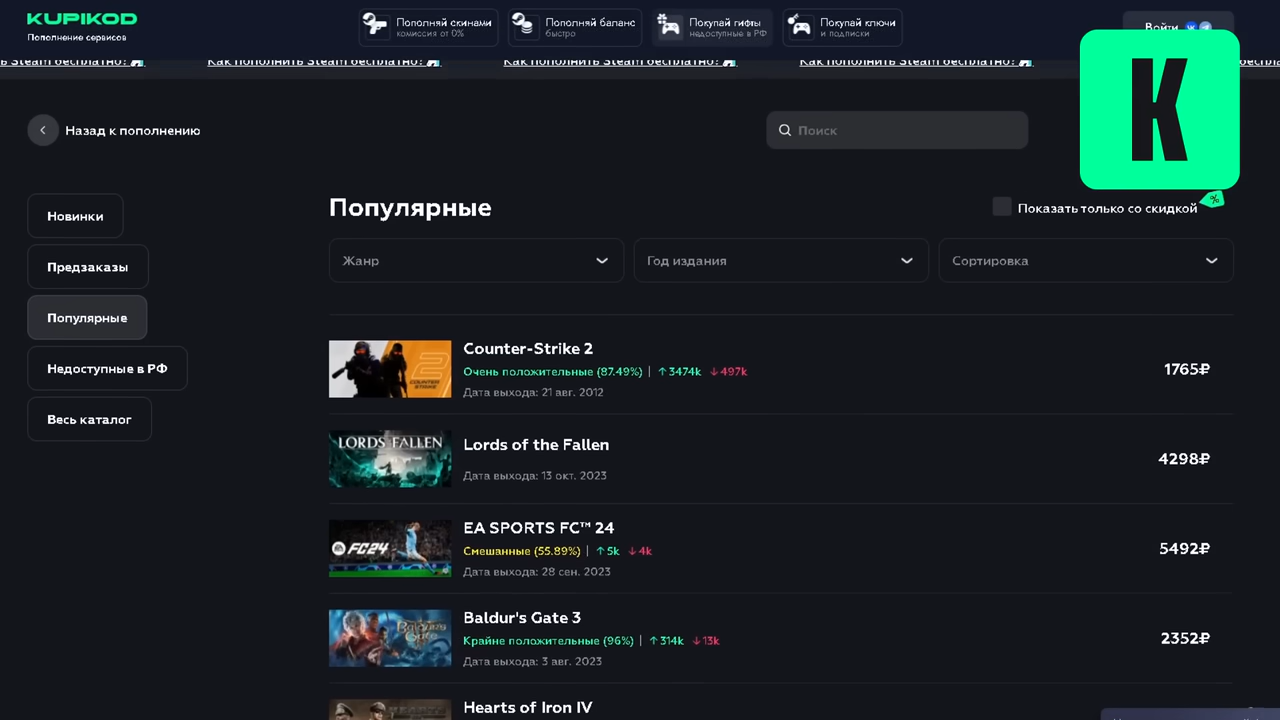 KUPIKOD
Пополнение сервисов
Пополняй скинами
комиссия от 0%
Пополняй баланс
быстро
Покупай гифты
недоступные в РФ
Покупай ключи
и подписки
Войти
Как пополнить Steam бесплатно?
Как пополнить Steam бесплатно?
Как пополнить Steam бесплатно?
K
Назад к пополнению
Поиск
Новинки
Предзаказы
Популярные
Недоступные в РФ
Весь каталог
Популярные
Показать только со скидкой
Жанр
Год издания
Сортировка
COUNTER STRIKE 2
Counter-Strike 2
Очень положительные (87.49%) | ↑3474k ↓497k
Дата выхода: 21 авг. 2012
1765₽
LORDS FALLEN
Lords of the Fallen
Дата выхода: 13 окт. 2023
4298₽
FC24
EA SPORTS FC™ 24
Смешанные (55.89%) | ↑5k ↓4k
Дата выхода: 28 сен. 2023
5492₽
Baldur's Gate
Baldur's Gate 3
Крайне положительные (96%) | ↑314k ↓13k
Дата выхода: 3 авг. 2023
2352₽
Hearts of Iron IV